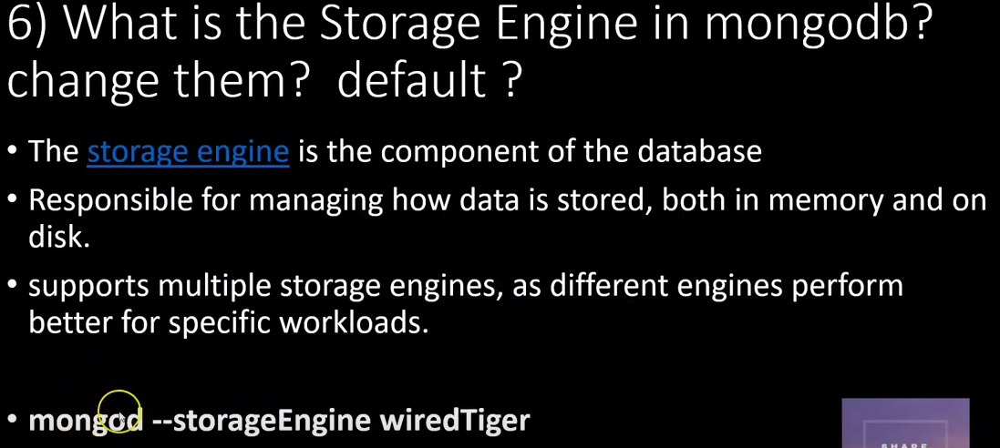 6) What is the Storage Engine in mongodb?
change them?  default ?
• The storage engine is the component of the database
• Responsible for managing how data is stored, both in memory and on
disk.
• supports multiple storage engines, as different engines perform
better for specific workloads.
• mongod --storageEngine wiredTiger
SHARE